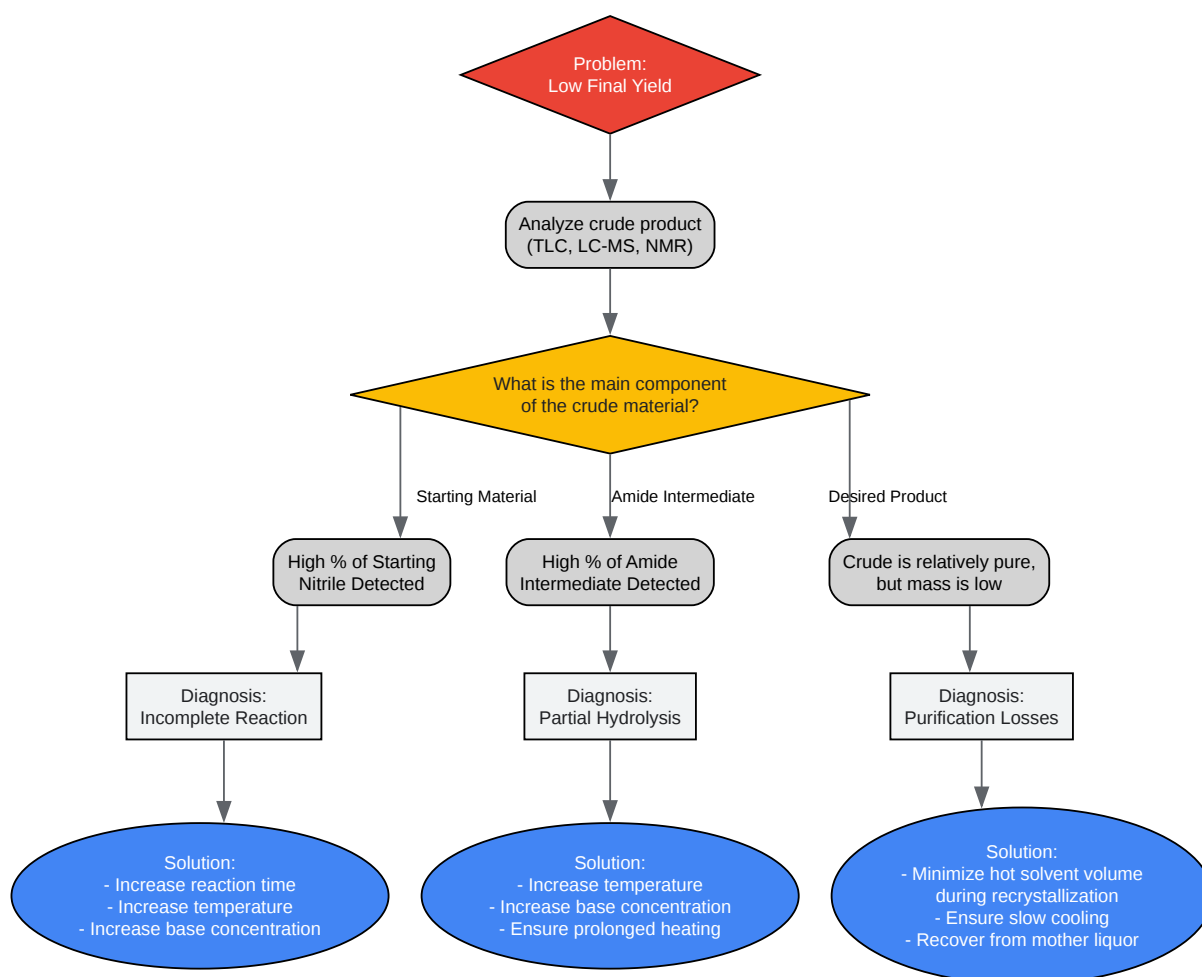 Problem:
Low Final Yield
Analyze crude product
(TLC, LC-MS, NMR)
What is the main component
of the crude material?
Starting Material
Amide Intermediate
Desired Product
High % of Starting
Nitrile Detected
High % of Amide
Intermediate Detected
Crude is relatively pure,
but mass is low
Diagnosis:
Incomplete Reaction
Diagnosis:
Partial Hydrolysis
Diagnosis:
Purification Losses
Solution:
- Increase reaction time
- Increase temperature
- Increase base concentration
Solution:
- Increase temperature
- Increase base concentration
- Ensure prolonged heating
Solution:
- Minimize hot solvent volume
during recrystallization
- Ensure slow cooling
- Recover from mother liquor